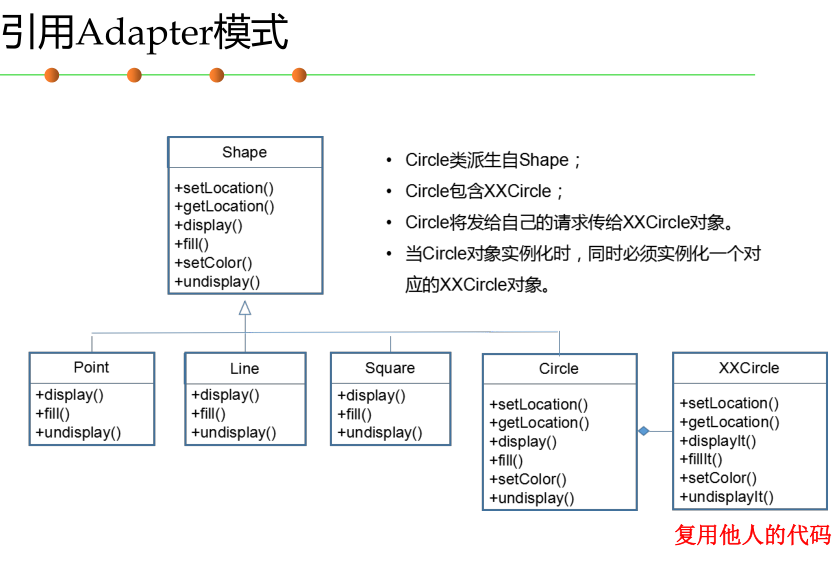 引用Adapter模式
Shape
+setLocation()
+getLocation()
+display()
+fill()
+setColor()
+undisplay()
• Circle类派生自Shape；
• Circle包含XXCircle；
• Circle将发给自己的请求传给XXCircle对象。
• 当Circle对象实例化时，同时必须实例化一个对
应的XXCircle对象。
Point
+display()
+fill()
+undisplay()
Line
+display()
+fill()
+undisplay()
Square
+display()
+fill()
+undisplay()
Circle
+setLocation()
+getLocation()
+display()
+fill()
+setColor()
+undisplay()
XXCircle
+setLocation()
+getLocation()
+displayIt()
+fillIt()
+setColor()
+undisplayIt()
复用他人的代码